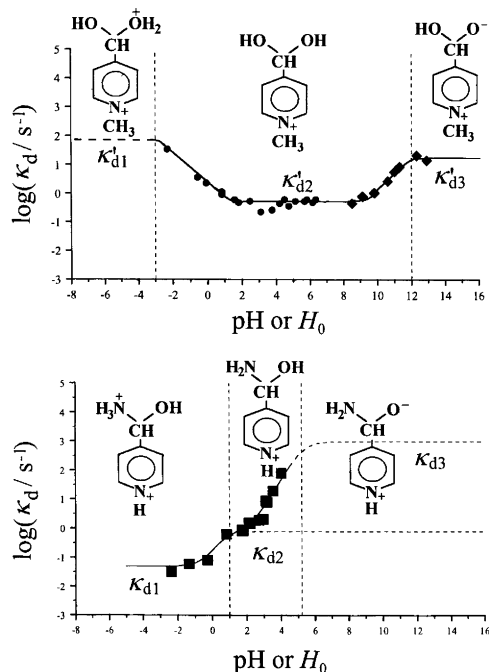 HO
+
OH2
CH
N+
CH3
HO
OH
CH
N+
CH3
HO
O−
CH
N+
CH3
κ'd1
κ'd2
κ'd3
log(κd / s−1)
5
4
3
2
1
0
-1
-2
-3
-8 -6 -4 -2 0 2 4 6 8 10 12 14 16
pH or H0
+
H3N
OH
CH
N+
H
H2N
OH
CH
N+
H
H2N
O−
CH
N+
H
κd1
κd2
κd3
log(κd / s−1)
5
4
3
2
1
0
-1
-2
-3
-8 -6 -4 -2 0 2 4 6 8 10 12 14 16
pH or H0